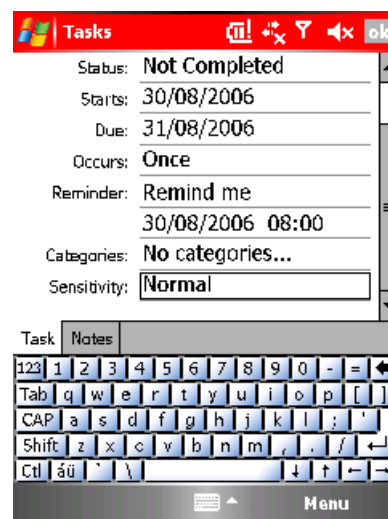 Tasks ok
Status: Not Completed
Starts: 30/08/2006
Due: 31/08/2006
Occurs: Once
Reminder: Remind me
30/08/2006 08:00
Categories: No categories...
Sensitivity: Normal
Task Notes
123 1 2 3 4 5 6 7 8 9 0 - =
Tab q w e r t y u i o p [ ]
CAP a s d f g h j k l ; '
Shift z x c v b n m , . /
Ctl áü ` \
Menu